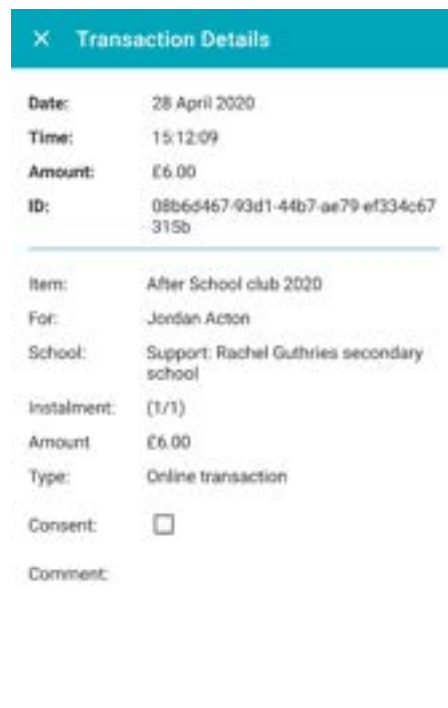 × Transaction Details
Date: 28 April 2020
Time: 15:12:09
Amount: £6.00
ID: 08b6d467-93d1-44b7-ae79-ef334c67
315b
Item: After School club 2020
For: Jordan Acton
School: Support: Rachel Guthries secondary
school
Instalment: (1/1)
Amount £6.00
Type: Online transaction
Consent:
Comment: